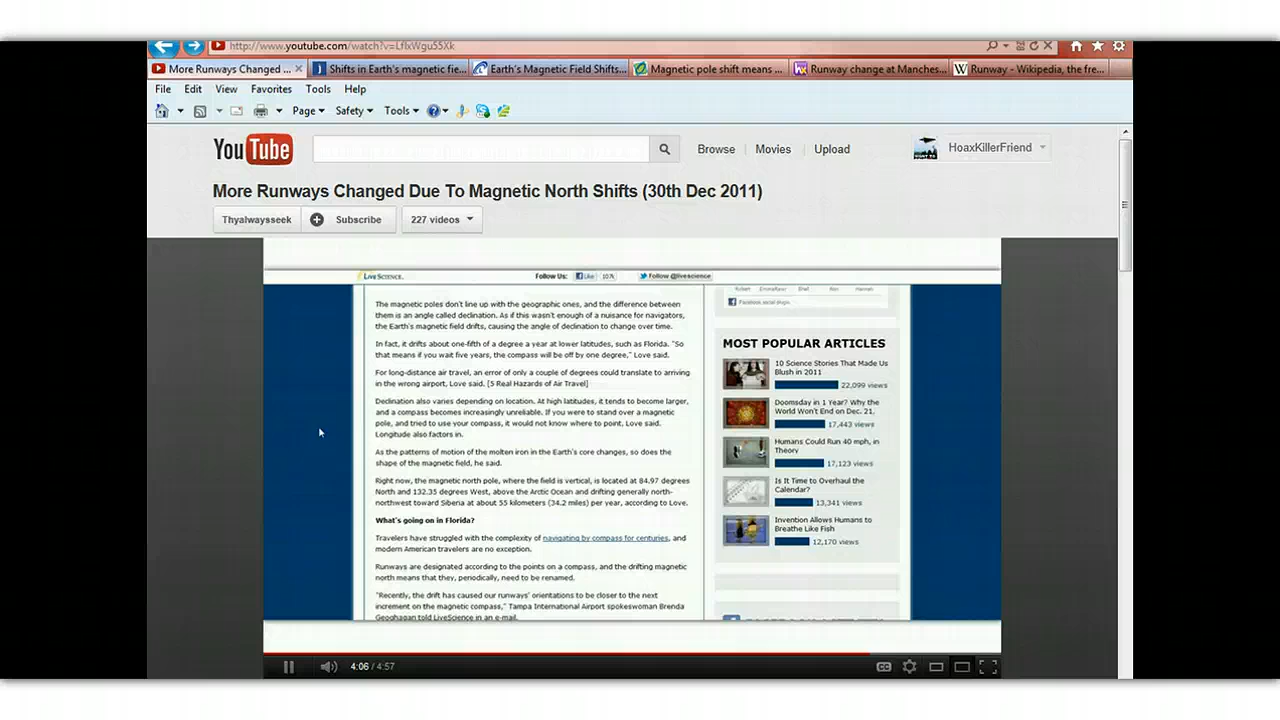 http://www.youtube.com/watch?v=LflxWgu55Xk
More Runways Changed ...
Shifts in Earth's magnetic fie...
Earth's Magnetic Field Shifts...
Magnetic pole shift means ...
Runway change at Manches...
Runway - Wikipedia, the fre...
File Edit View Favorites Tools Help
Page Safety Tools
YouTube
Browse Movies Upload HoaxKillerFriend
More Runways Changed Due To Magnetic North Shifts (30th Dec 2011)
Thyalwaysseek Subscribe 227 videos
LIVESCIENCE. Follow Us: Like 107k Follow @livescience
The magnetic poles don't line up with the geographic ones, and the difference between
them is an angle called declination. As if this wasn't enough of a nuisance for navigators,
the Earth's magnetic field drifts, causing the angle of declination to change over time.
In fact, it drifts about one-fifth of a degree a year at lower latitudes, such as Florida. "So
that means if you wait five years, the compass will be off by one degree," Love said.
For long-distance air travel, an error of only a couple of degrees could translate to arriving
in the wrong airport, Love said. [5 Real Hazards of Air Travel]
Declination also varies depending on location. At high latitudes, it tends to become larger,
and a compass becomes increasingly unreliable. If you were to stand over a magnetic
pole, and tried to use your compass, it would not know where to point, Love said.
Longitude also factors in.
As the patterns of motion of the molten iron in the Earth's core changes, so does the
shape of the magnetic field, he said.
Right now, the magnetic north pole, where the field is vertical, is located at 84.97 degrees
North and 132.35 degrees West, above the Arctic Ocean and drifting generally north-
northwest toward Siberia at about 55 kilometers (34.2 miles) per year, according to Love.
What's going on in Florida?
Travelers have struggled with the complexity of navigating by compass for centuries, and
modern American travelers are no exception.
Runways are designated according to the points on a compass, and the drifting magnetic
north means that they, periodically, need to be renamed.
"Recently, the drift has caused our runways' orientations to be closer to the next
increment on the magnetic compass," Tampa International Airport spokeswoman Brenda
Geoghagan told LiveScience in an e-mail.
Facebook social plugin
MOST POPULAR ARTICLES
10 Science Stories That Made Us
Blush in 2011
22,099 views
Doomsday in 1 Year? Why the
World Won't End on Dec. 21,
17,443 views
Humans Could Run 40 mph, in
Theory
17,123 views
Is It Time to Overhaul the
Calendar?
13,341 views
Invention Allows Humans to
Breathe Like Fish
12,170 views
4:06 / 4:57
CC